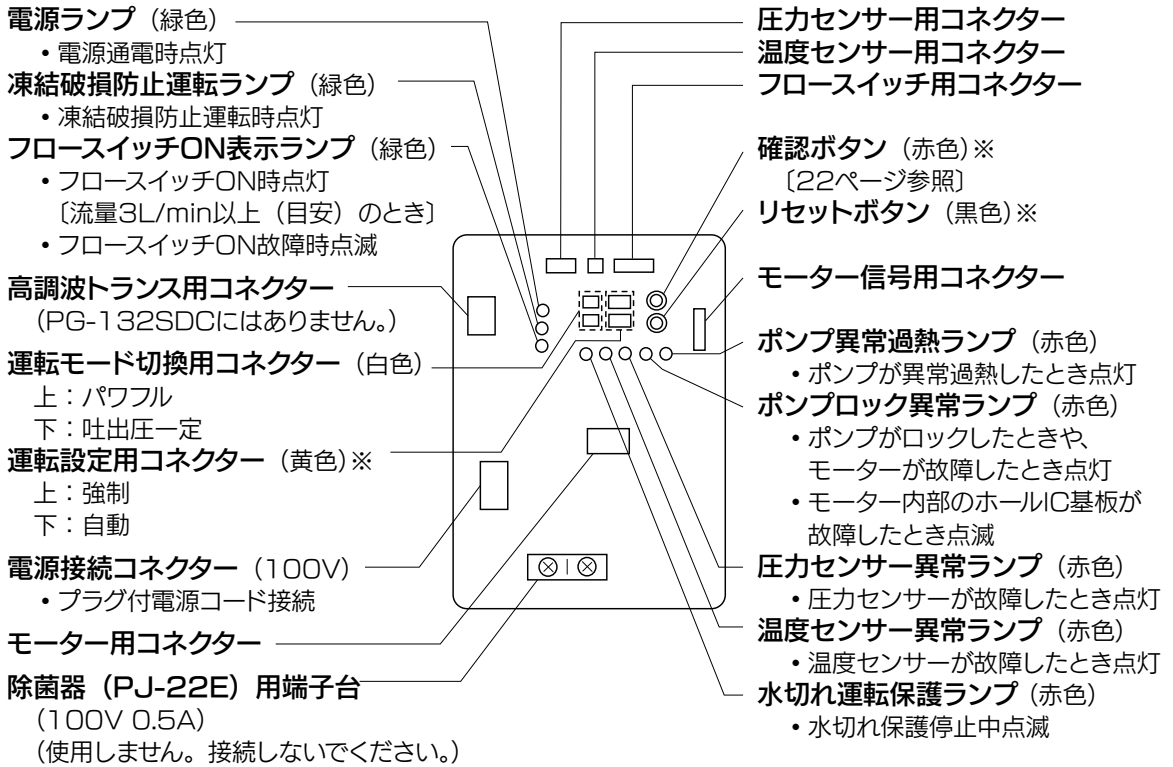 電源ランプ（緑色）
・電源通電時点灯
凍結破損防止運転ランプ（緑色）
・凍結破損防止運転時点灯
フロースイッチON表示ランプ（緑色）
・フロースイッチON時点灯
〔流量3L/min以上（目安）のとき〕
・フロースイッチON故障時点滅
高調波トランス用コネクター
（PG-132SDCにはありません。）
運転モード切換用コネクター（白色）
上：パワフル
下：吐出圧一定
運転設定用コネクター（黄色）※
上：強制
下：自動
電源接続コネクター（100V）
・プラグ付電源コード接続
モーター用コネクター
除菌器（PJ-22E）用端子台
（100V 0.5A）
（使用しません。接続しないでください。）
圧力センサー用コネクター
温度センサー用コネクター
フロースイッチ用コネクター
確認ボタン（赤色）※
〔22ページ参照〕
リセットボタン（黒色）※
モーター信号用コネクター
ポンプ異常過熱ランプ（赤色）
・ポンプが異常過熱したとき点灯
ポンプロック異常ランプ（赤色）
・ポンプがロックしたときや、
モーターが故障したとき点灯
・モーター内部のホールIC基板が
故障したとき点滅
圧力センサー異常ランプ（赤色）
・圧力センサーが故障したとき点灯
温度センサー異常ランプ（赤色）
・温度センサーが故障したとき点灯
水切れ運転保護ランプ（赤色）
・水切れ保護停止中点滅